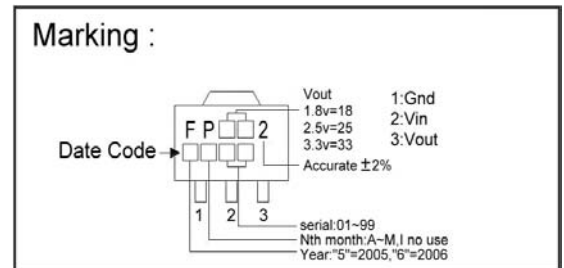 Marking :
Vout
1.8v=18
2.5v=25
3.3v=33
1:Gnd
2:Vin
3:Vout
F P 2
Date Code
Accurate ±2%
1 2 3
serial:01~99
Nth month:A~M,I no use
Year:"5"=2005,"6"=2006